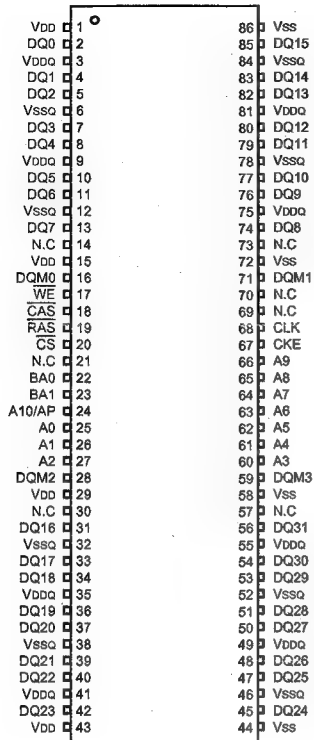 VDD 1 86 Vss
DQ0 2 85 DQ15
VDDQ 3 84 VssQ
DQ1 4 83 DQ14
DQ2 5 82 DQ13
VssQ 6 81 VDDQ
DQ3 7 80 DQ12
DQ4 8 79 DQ11
VDDQ 9 78 VssQ
DQ5 10 77 DQ10
DQ6 11 76 DQ9
VssQ 12 75 VDDQ
DQ7 13 74 DQ8
N.C 14 73 N.C
VDD 15 72 Vss
DQM0 16 71 DQM1
W̅E̅ 17 70 N.C
C̅A̅S̅ 18 69 N.C
R̅A̅S̅ 19 68 CLK
C̅S̅ 20 67 CKE
N.C 21 66 A9
BA0 22 65 A8
BA1 23 64 A7
A10/AP 24 63 A6
A0 25 62 A5
A1 26 61 A4
A2 27 60 A3
DQM2 28 59 DQM3
VDD 29 58 Vss
N.C 30 57 N.C
DQ16 31 56 DQ31
VssQ 32 55 VDDQ
DQ17 33 54 DQ30
DQ18 34 53 DQ29
VDDQ 35 52 VssQ
DQ19 36 51 DQ28
DQ20 37 50 DQ27
VssQ 38 49 VDDQ
DQ21 39 48 DQ26
DQ22 40 47 DQ25
VDDQ 41 46 VssQ
DQ23 42 45 DQ24
VDD 43 44 Vss